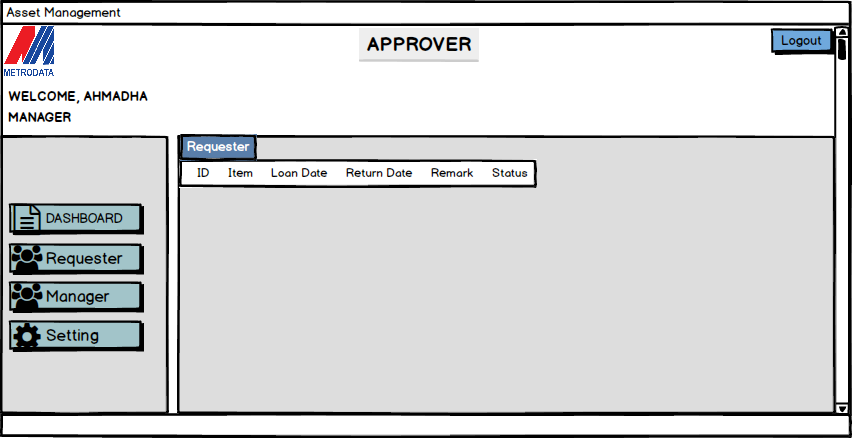 Asset Management
METRODATA
APPROVER
Logout
WELCOME, AHMADHA
MANAGER
Requester
ID Item Loan Date Return Date Remark Status
DASHBOARD
Requester
Manager
Setting